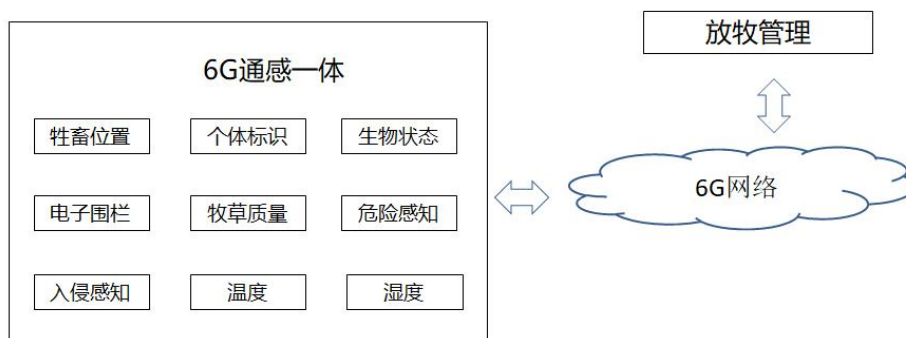 放牧管理
6G通感一体
牲畜位置 个体标识 生物状态
6G网络
电子围栏 牧草质量 危险感知
入侵感知 温度 湿度